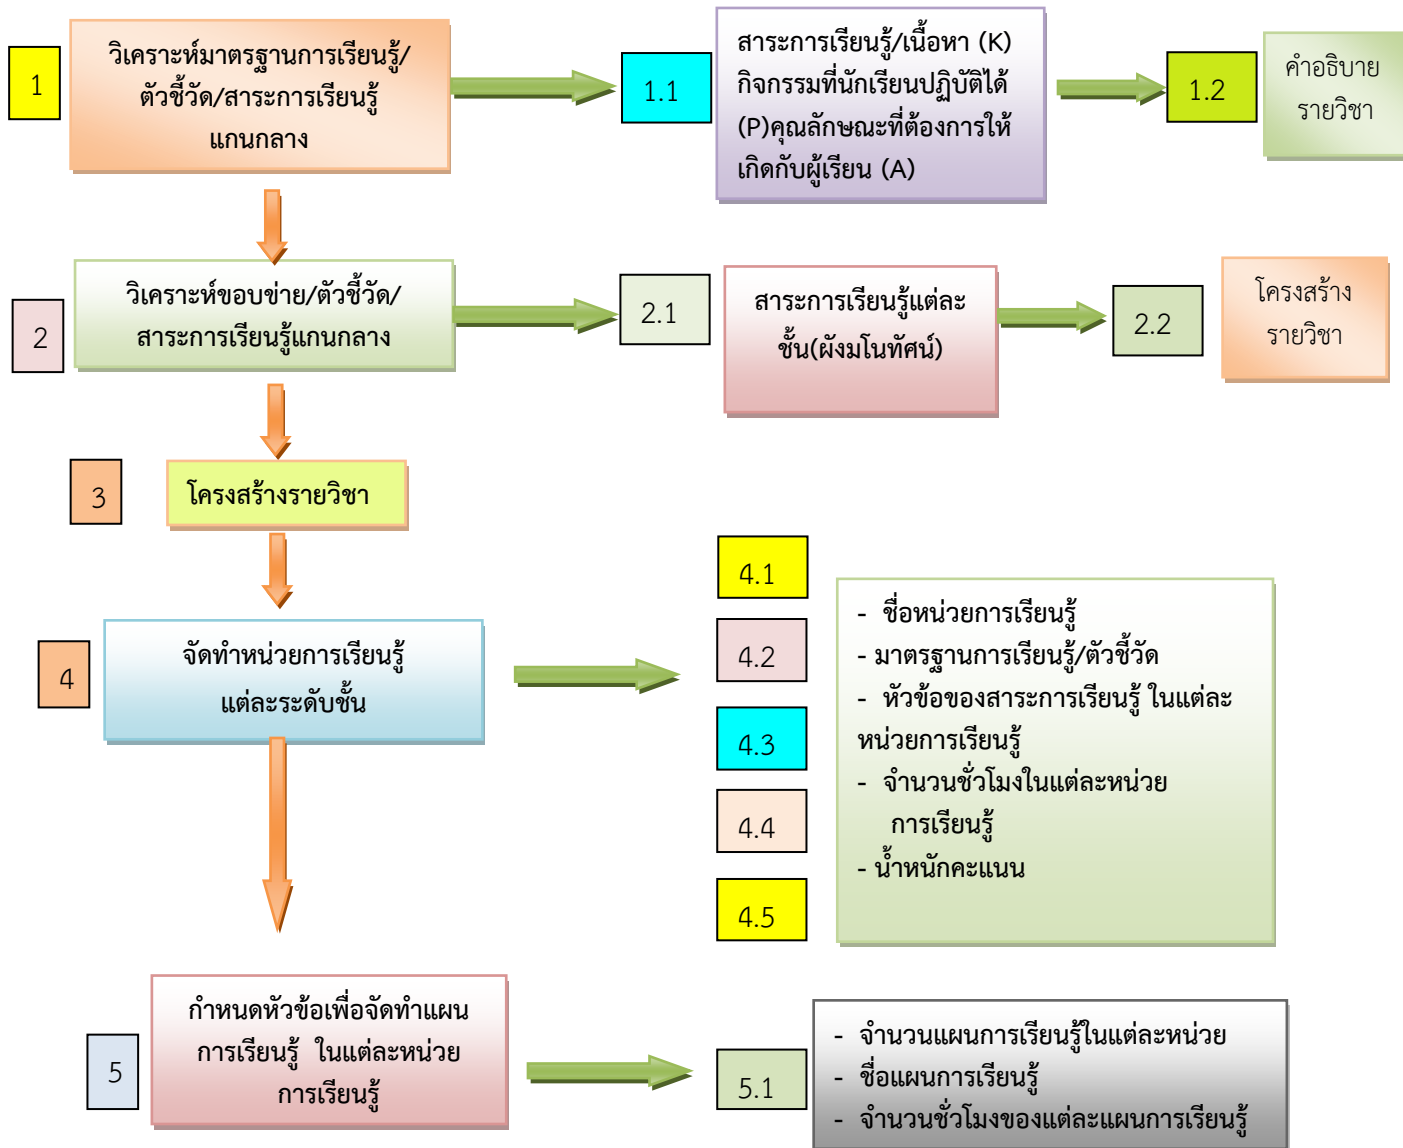 1
วิเคราะห์มาตรฐานการเรียนรู้/
ตัวชี้วัด/สาระการเรียนรู้
แกนกลาง
1.1
สาระการเรียนรู้/เนื้อหา (K)
กิจกรรมที่นักเรียนปฏิบัติได้
(P)คุณลักษณะที่ต้องการให้
เกิดกับผู้เรียน (A)
1.2
คำอธิบาย
รายวิชา
2
วิเคราะห์ขอบข่าย/ตัวชี้วัด/
สาระการเรียนรู้แกนกลาง
2.1
สาระการเรียนรู้แต่ละ
ชั้น(ผังมโนทัศน์)
2.2
โครงสร้าง
รายวิชา
3
โครงสร้างรายวิชา
4
จัดทำหน่วยการเรียนรู้
แต่ละระดับชั้น
4.1
4.2
4.3
4.4
4.5
- ชื่อหน่วยการเรียนรู้
- มาตรฐานการเรียนรู้/ตัวชี้วัด
- หัวข้อของสาระการเรียนรู้ ในแต่ละ
หน่วยการเรียนรู้
- จำนวนชั่วโมงในแต่ละหน่วย
การเรียนรู้
- น้ำหนักคะแนน
5
กำหนดหัวข้อเพื่อจัดทำแผน
การเรียนรู้ ในแต่ละหน่วย
การเรียนรู้
5.1
- จำนวนแผนการเรียนรู้ในแต่ละหน่วย
- ชื่อแผนการเรียนรู้
- จำนวนชั่วโมงของแต่ละแผนการเรียนรู้